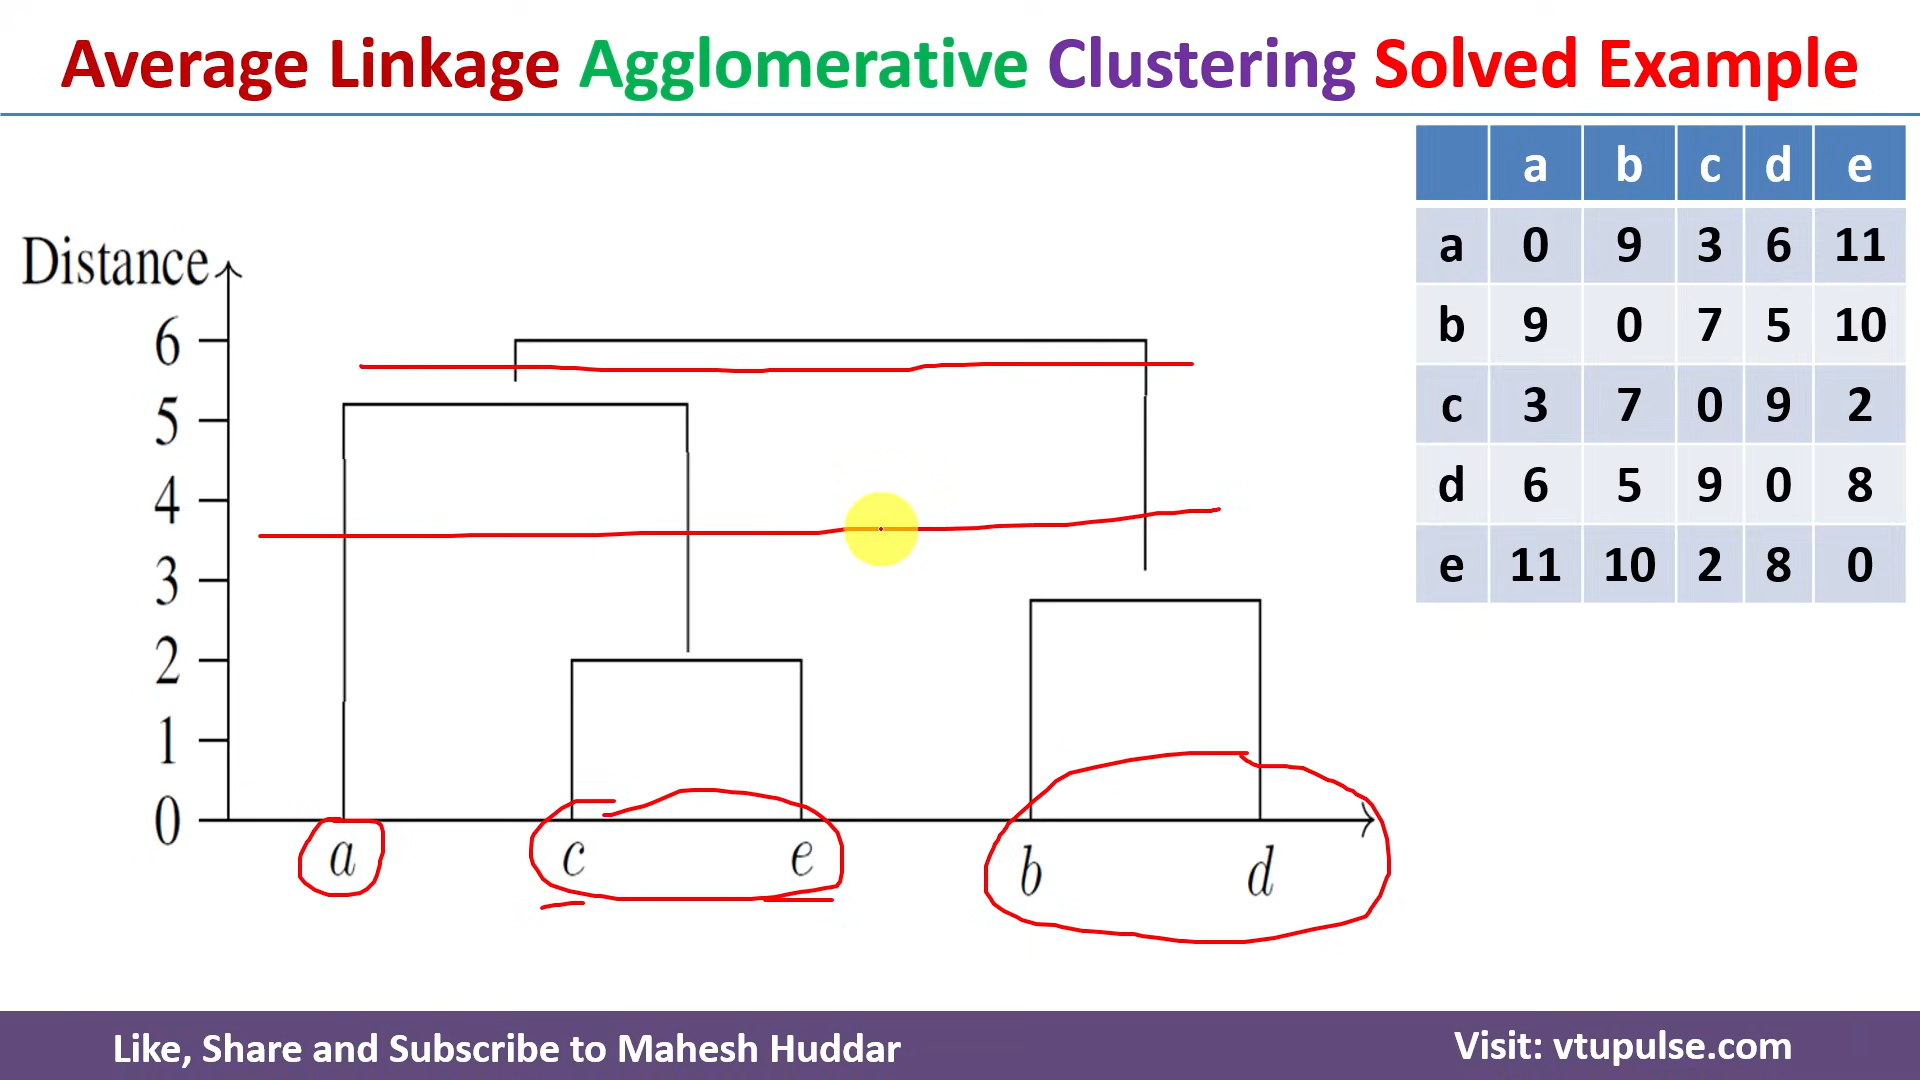 Average Linkage Agglomerative Clustering Solved Example
Distance
6
5
4
3
2
1
0
a c e b d
a b c d e
a 0 9 3 6 11
b 9 0 7 5 10
c 3 7 0 9 2
d 6 5 9 0 8
e 11 10 2 8 0
Like, Share and Subscribe to Mahesh Huddar
Visit: vtupulse.com